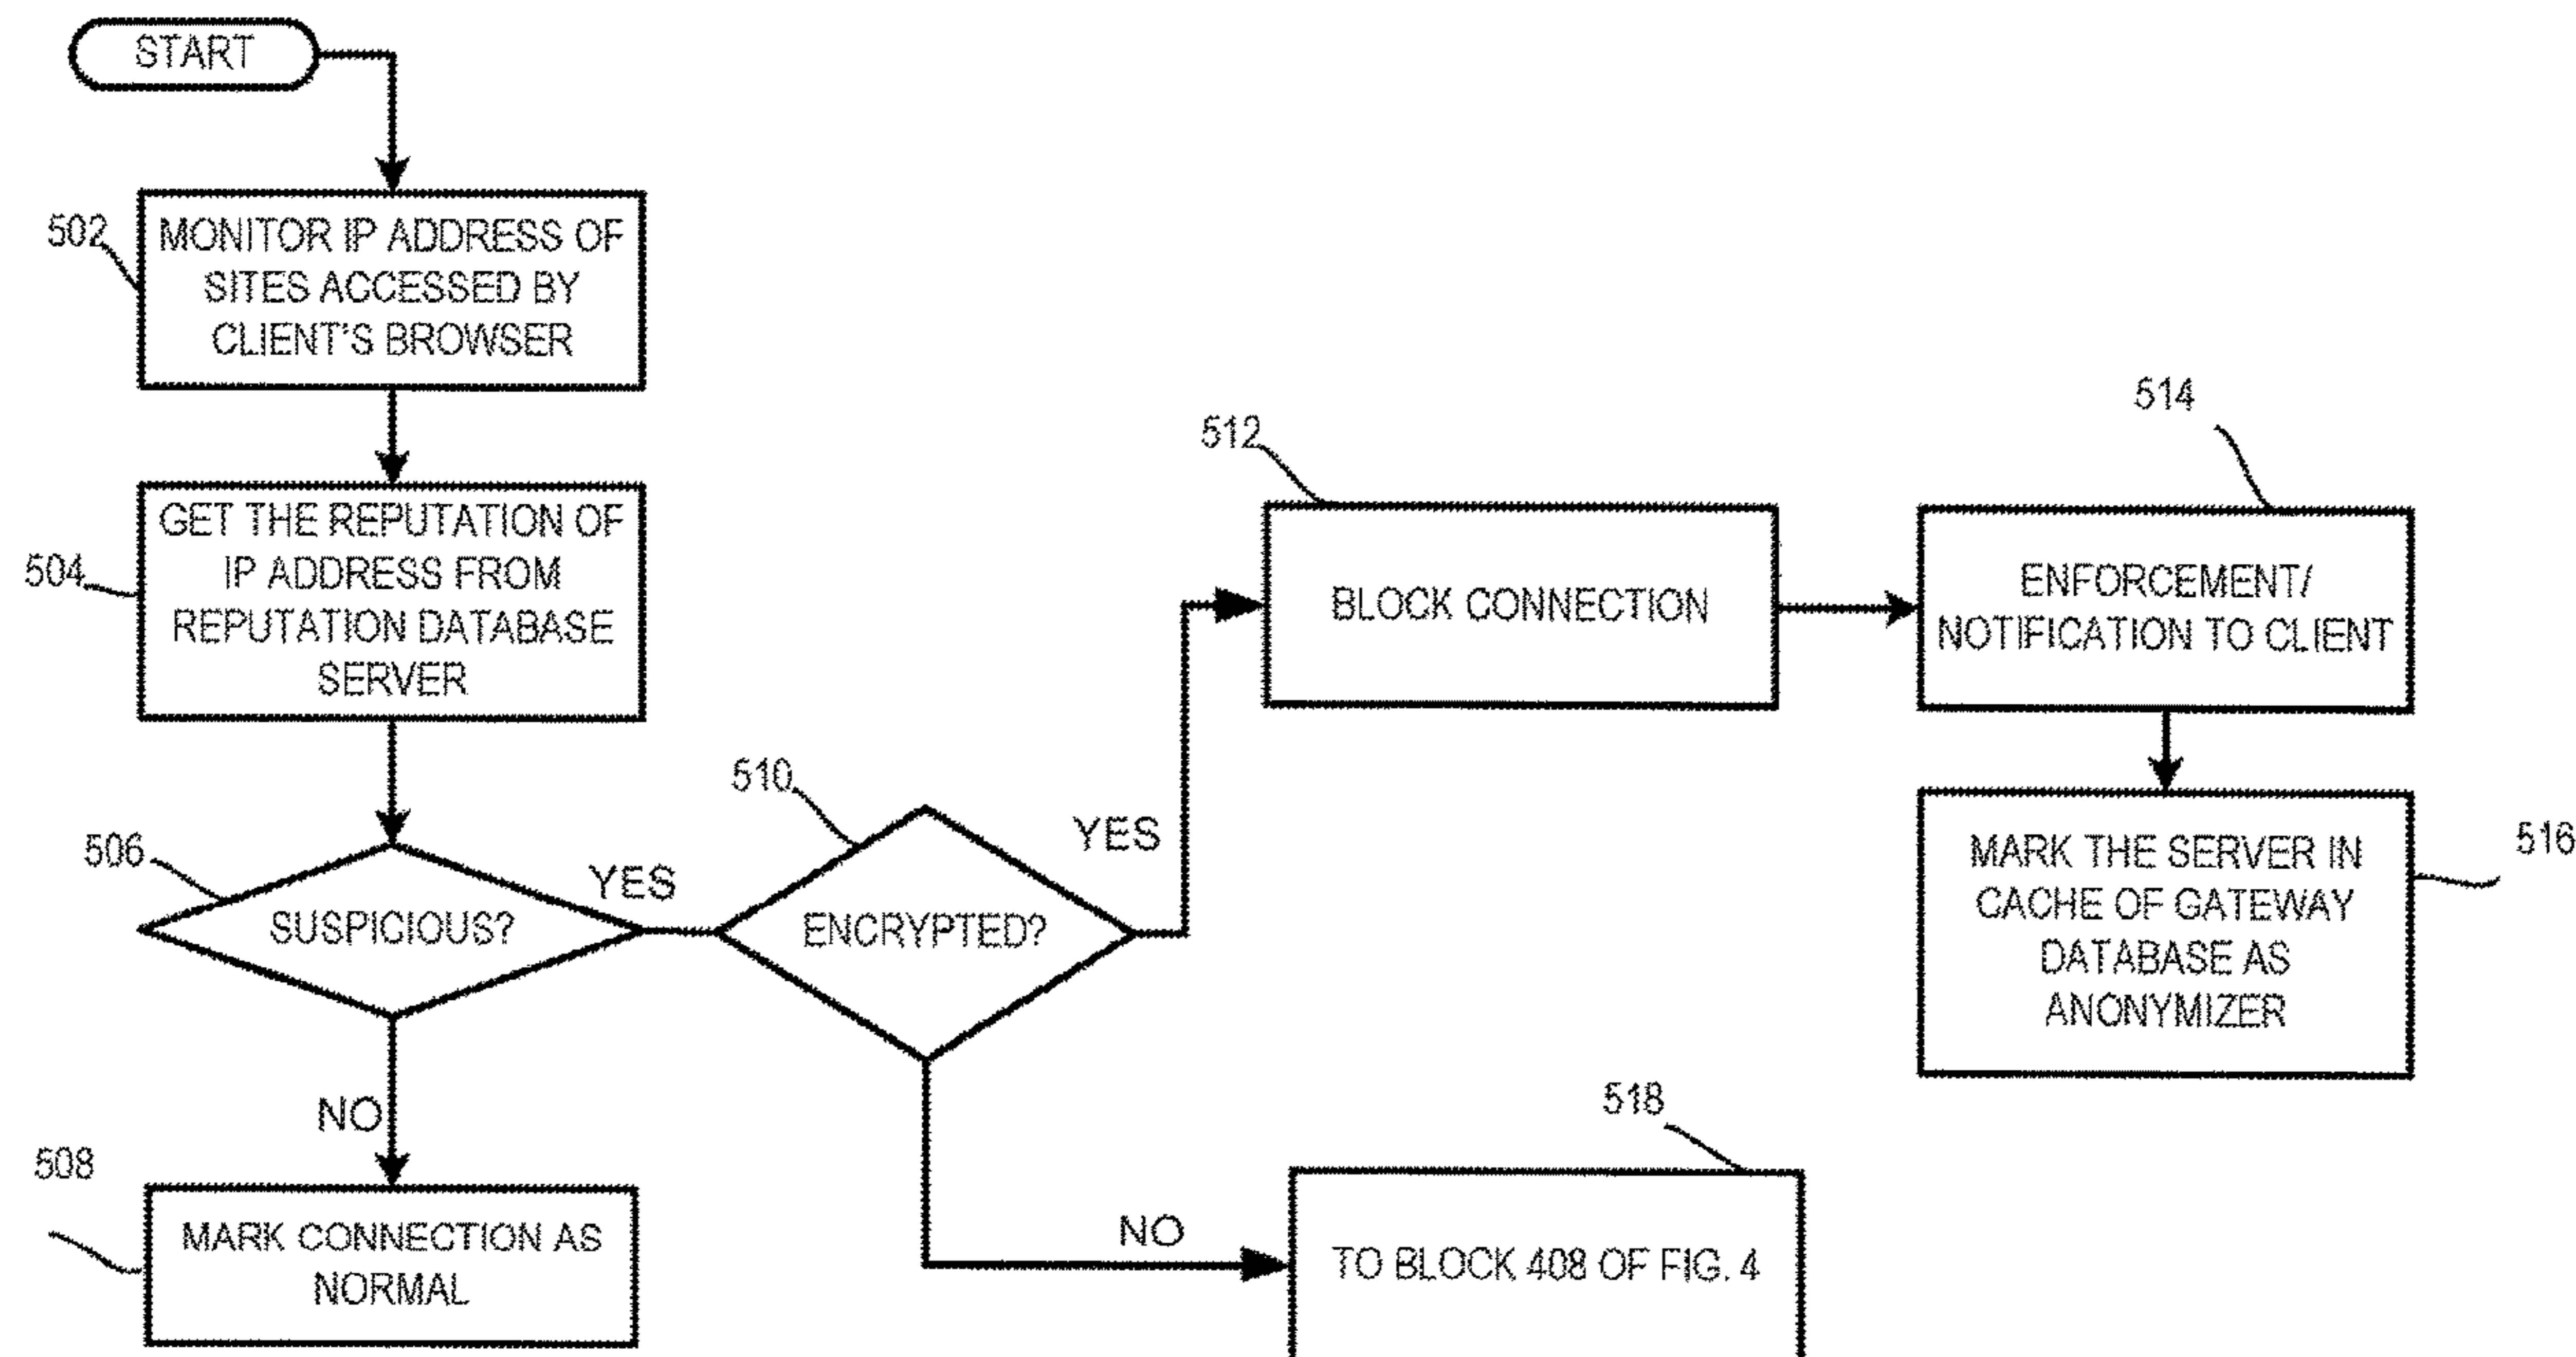 START
502
MONITOR IP ADDRESS OF
SITES ACCESSED BY
CLIENT'S BROWSER
504
GET THE REPUTATION OF
IP ADDRESS FROM
REPUTATION DATABASE
SERVER
506
SUSPICIOUS?
YES
NO
508
MARK CONNECTION AS
NORMAL
510
ENCRYPTED?
YES
NO
512
BLOCK CONNECTION
514
ENFORCEMENT/
NOTIFICATION TO CLIENT
516
MARK THE SERVER IN
CACHE OF GATEWAY
DATABASE AS
ANONYMIZER
518
TO BLOCK 408 OF FIG. 4